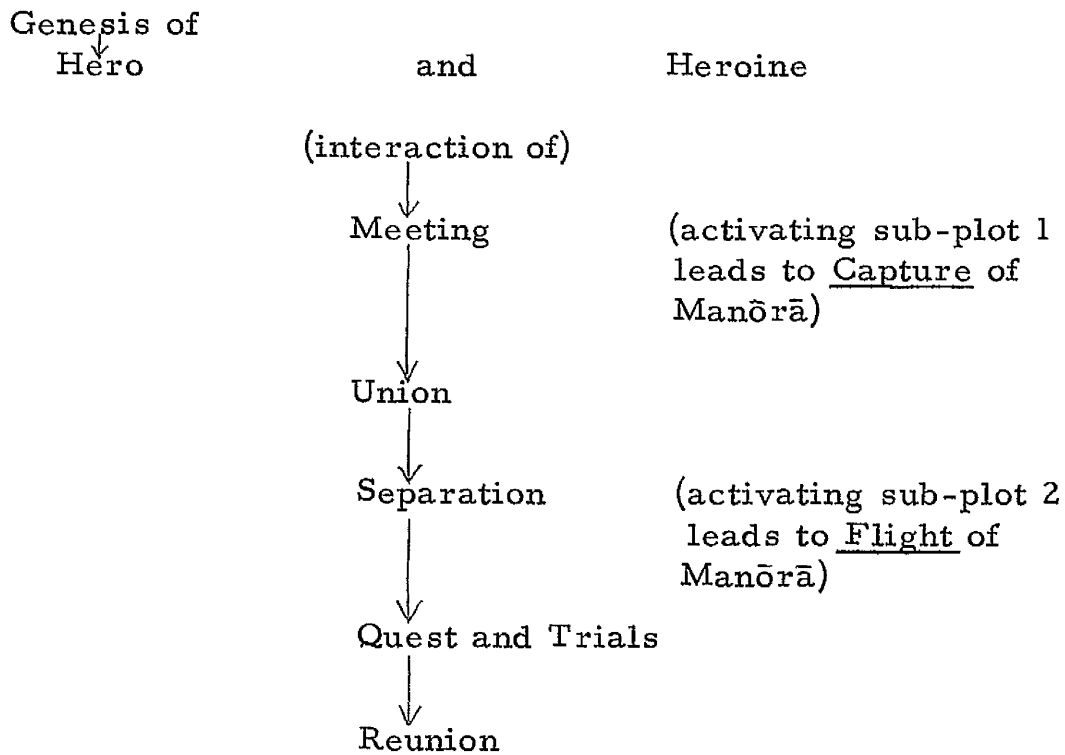 Genesis of
Hero and Heroine
(interaction of)
Meeting (activating sub-plot 1
leads to Capture of
Manōrā)
Union
Separation (activating sub-plot 2
leads to Flight of
Manōrā)
Quest and Trials
Reunion